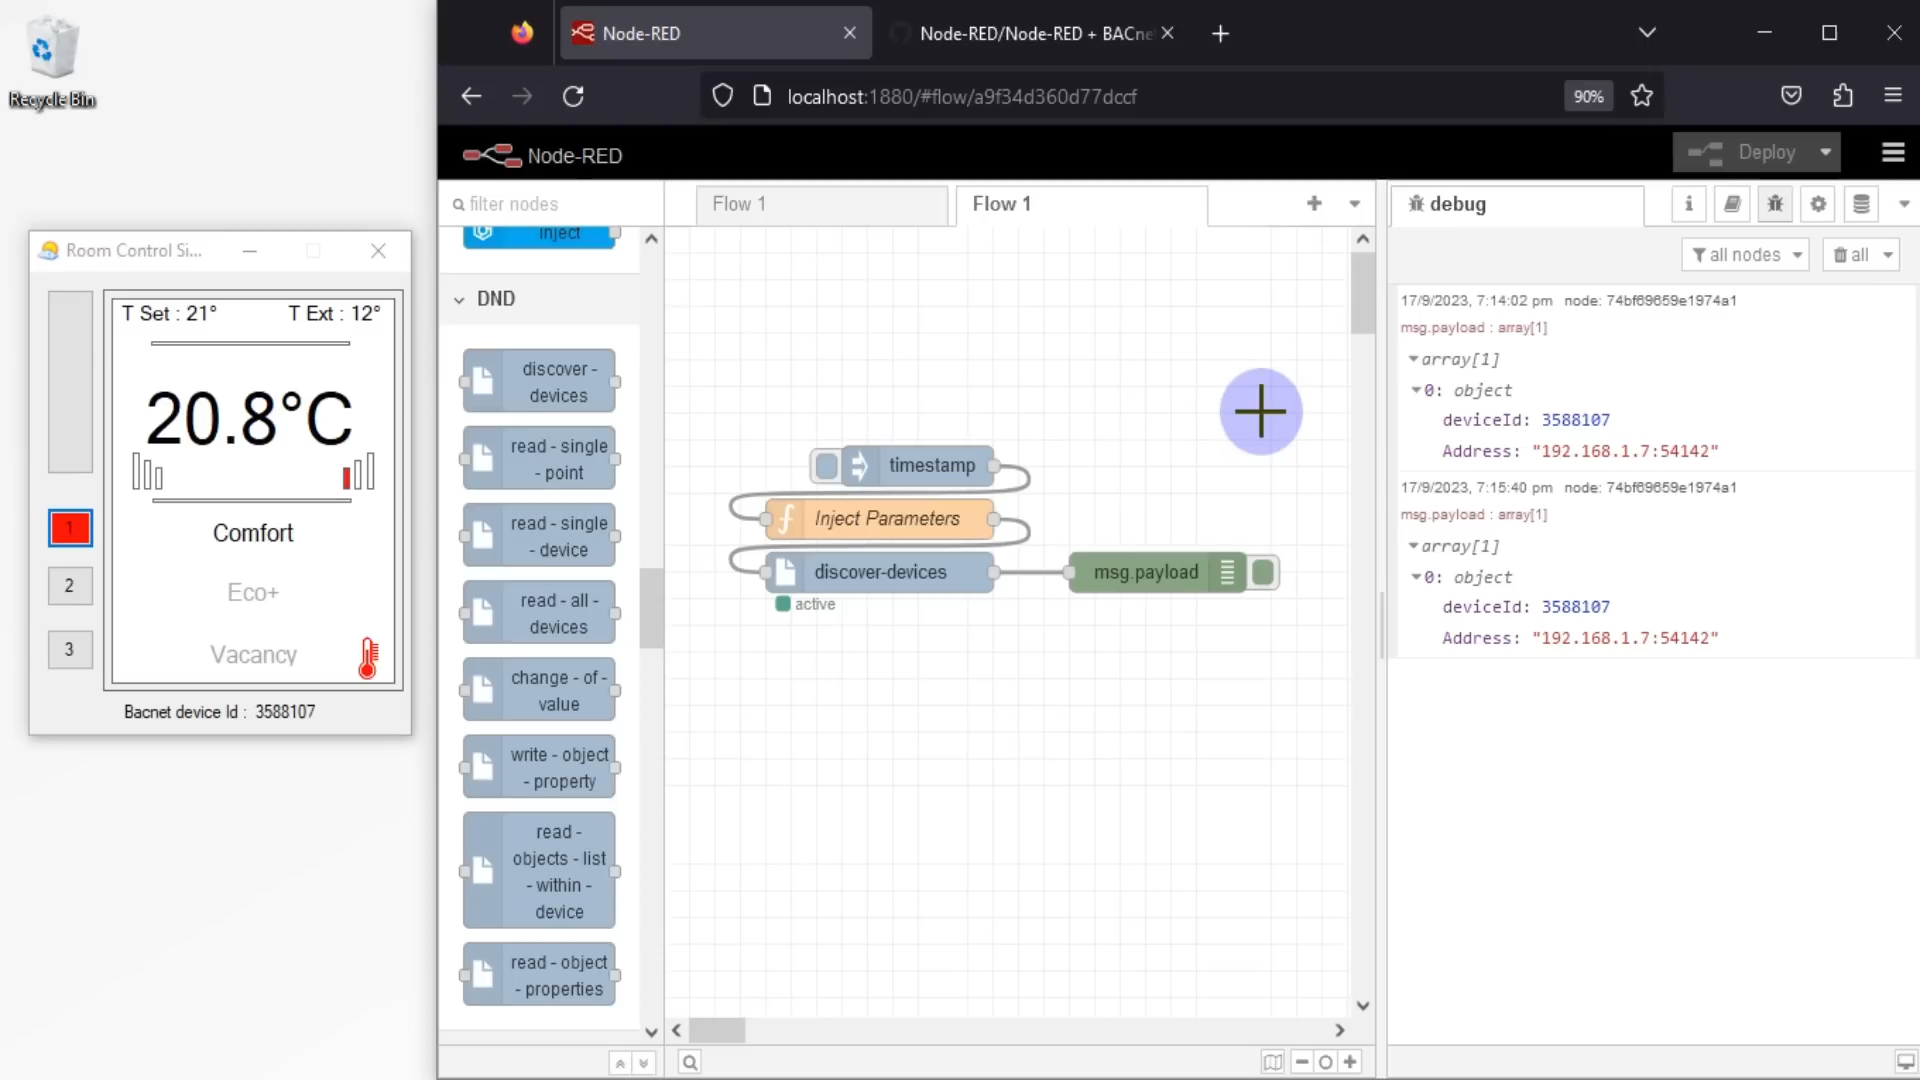 Recycle Bin
Room Control Si...
T Set : 21° T Ext : 12°
20.8°C
1
Comfort
2
Eco+
3
Vacancy
Bacnet device Id : 3588107
Node-RED
Node-RED/Node-RED + BACne
localhost:1880/#flow/a9f34d360d77dccf
90%
Node-RED
Deploy
filter nodes
inject
DND
discover -
devices
read - single
- point
read - single
- device
read - all -
devices
change - of -
value
write - object
- property
read -
objects - list
- within -
device
read - object
- properties
Flow 1
Flow 1
timestamp
Inject Parameters
discover-devices
active
msg.payload
debug
all nodes
all
17/9/2023, 7:14:02 pm node: 74bf69659e1974a1
msg.payload : array[1]
array[1]
0: object
deviceId: 3588107
Address: "192.168.1.7:54142"
17/9/2023, 7:15:40 pm node: 74bf69659e1974a1
msg.payload : array[1]
array[1]
0: object
deviceId: 3588107
Address: "192.168.1.7:54142"